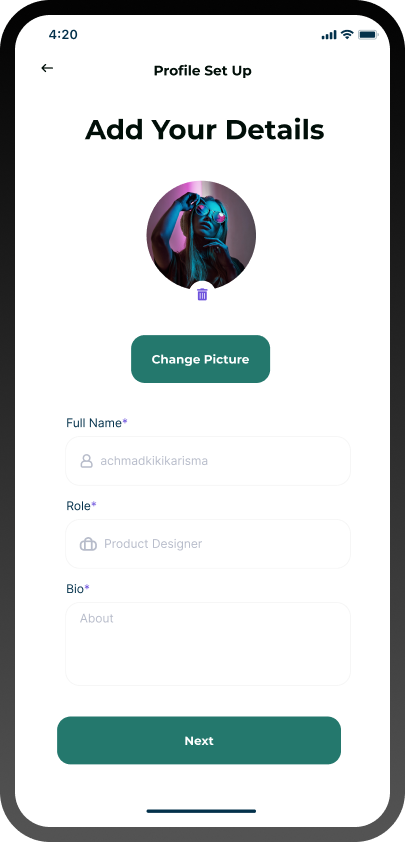 4:20
Profile Set Up
Add Your Details
Change Picture
Full Name*
achmadkikikarisma
Role*
Product Designer
Bio*
About
Next